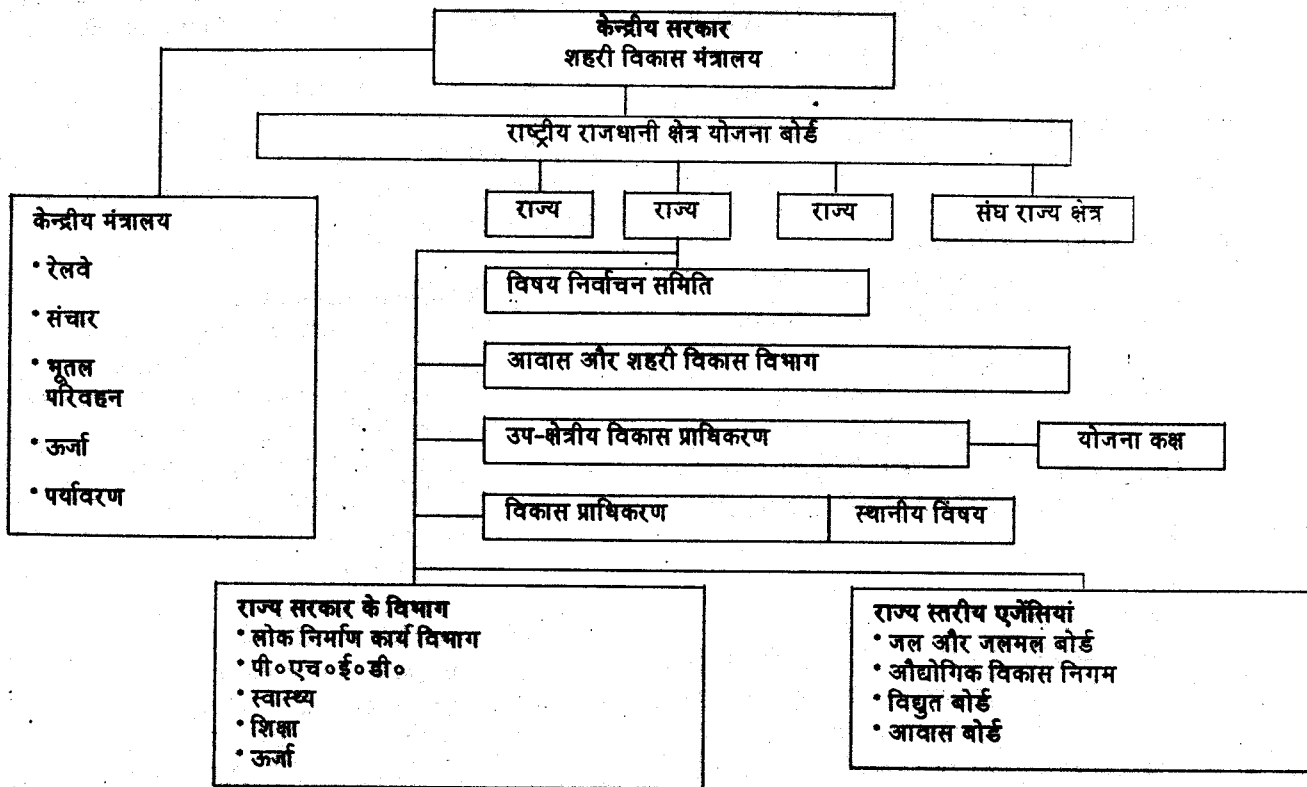 केन्द्रीय सरकार
शहरी विकास मंत्रालय
राष्ट्रीय राजधानी क्षेत्र योजना बोर्ड
राज्य
राज्य
राज्य
संघ राज्य क्षेत्र
केन्द्रीय मंत्रालय
• रेलवे
• संचार
• भूतल
परिवहन
• ऊर्जा
• पर्यावरण
विषय निर्वाचन समिति
आवास और शहरी विकास विभाग
उप-क्षेत्रीय विकास प्राधिकरण
योजना कक्ष
विकास प्राधिकरण
स्थानीय विंषय
राज्य सरकार के विभाग
• लोक निर्माण कार्य विभाग
• पी०एच०ई०डी०
• स्वास्थ्य
• शिक्षा
• ऊर्जा
राज्य स्तरीय एजेंसियां
• जल और जलमल बोर्ड
• औद्योगिक विकास निगम
• विद्युत बोर्ड
• आवास बोर्ड